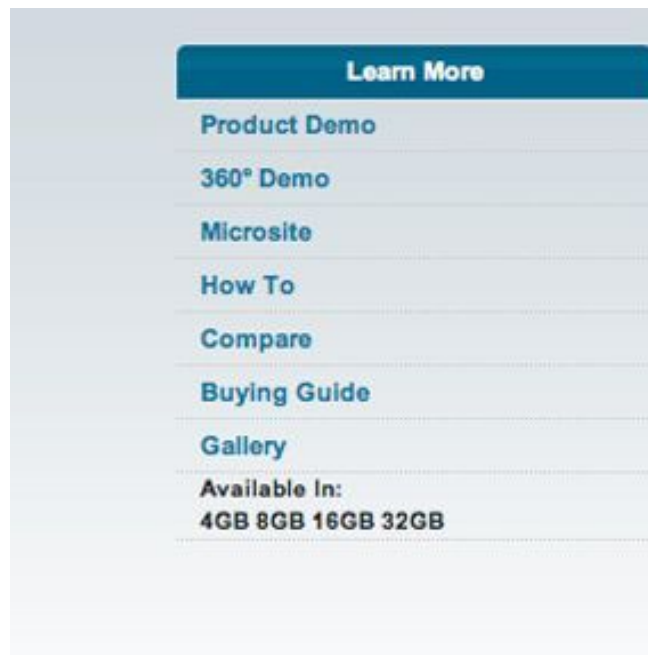 Learn More
Product Demo
360° Demo
Microsite
How To
Compare
Buying Guide
Gallery
Available In:
4GB 8GB 16GB 32GB